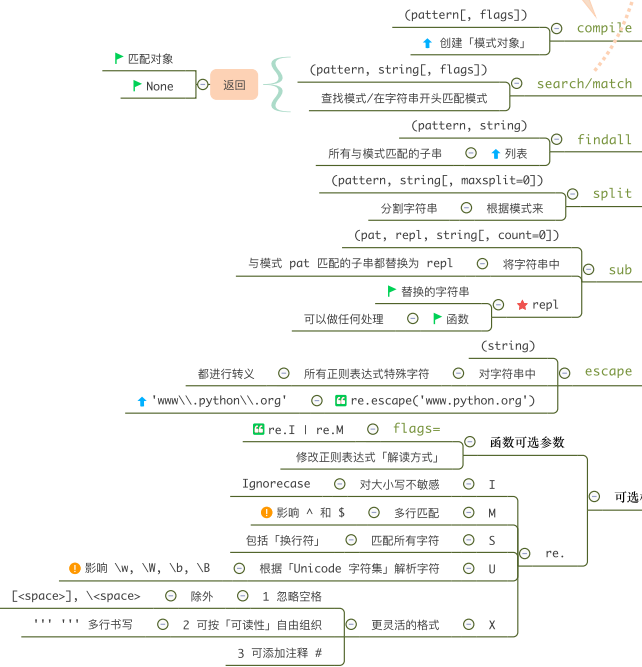 (pattern[, flags])
compile
创建「模式对象」
匹配对象
None
返回
(pattern, string[, flags])
search/match
查找模式/在字符串开头匹配模式
(pattern, string)
findall
所有与模式匹配的子串 列表
(pattern, string[, maxsplit=0])
split
分割字符串 根据模式来
(pat, repl, string[, count=0])
sub
与模式 pat 匹配的子串都替换为 repl 将字符串中
替换的字符串
repl
可以做任何处理 函数
(string)
escape
都进行转义 所有正则表达式特殊字符 对字符串中
'www\\.python\\.org' re.escape('www.python.org')
re.I | re.M flags=
函数可选参数
修改正则表达式「解读方式」
Ignorecase 对大小写不敏感 I
可选
影响 ^ 和 $ 多行匹配 M
包括「换行符」 匹配所有字符 S
re.
影响 \w, \W, \b, \B 根据「Unicode 字符集」解析字符 U
[<space>], \<space> 除外 1 忽略空格
''' ''' 多行书写 2 可按「可读性」自由组织 更灵活的格式 X
3 可添加注释 #